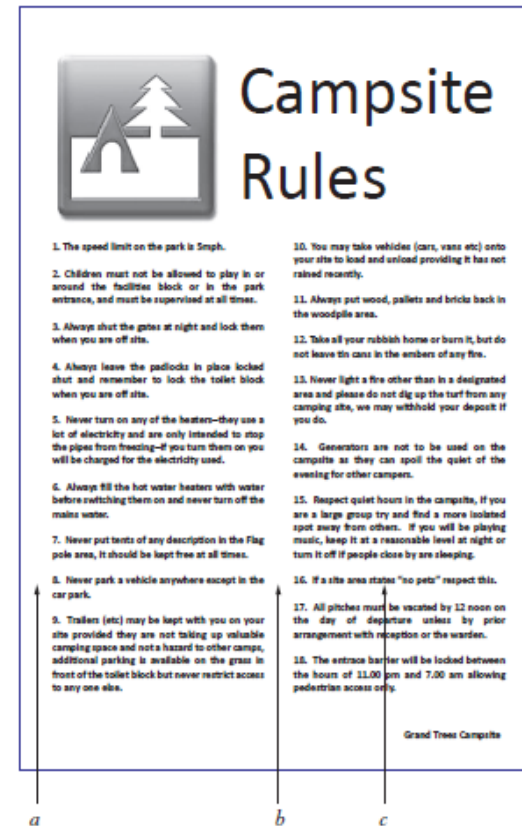 Campsite
Rules
1. The speed limit on the park is 5mph.
2. Children must not be allowed to play in or
around the facilities block or in the park
entrance, and must be supervised at all times.
3. Always shut the gates at night and lock them
when you are off site.
4. Always leave the padlocks in place locked
shut and remember to lock the toilet block
when you are off site.
5. Never turn on any of the heaters—they use a
lot of electricity and are only intended to stop
the pipes from freezing—if you turn them on you
will be charged for the electricity used.
6. Always fill the hot water heaters with water
before switching them on and never turn off the
mains water.
7. Never put tents of any description in the Flag
pole area, it should be kept free at all times.
8. Never park a vehicle anywhere except in the
car park.
9. Trailers (etc) may be kept with you on your
site provided they are not taking up valuable
camping space and not a hazard to other camps,
additional parking is available on the grass in
front of the toilet block but never restrict access
to any one else.
10. You may take vehicles (cars, vans etc) onto
your site to load and unload providing it has not
rained recently.
11. Always put wood, pallets and bricks back in
the woodpile area.
12. Take all your rubbish home or burn it, but do
not leave tin cans in the embers of any fire.
13. Never light a fire other than in a designated
area and please do not dig up the turf from any
camping site, we may withhold your deposit if
you do.
14. Generators are not to be used on the
campsite as they can spoil the quiet of the
evening for other campers.
15. Respect quiet hours in the campsite, if you
are a large group try and find a more isolated
spot away from others. If you will be playing
music, keep it at a reasonable level at night or
turn it off if people close by are sleeping.
16. If a site area states "no pets" respect this.
17. All pitches must be vacated by 12 noon on
the day of departure unless by prior
arrangement with reception or the warden.
18. The entrace barrier will be locked between
the hours of 11.00 pm and 7.00 am allowing
pedestrian access only.
Grand Trees Campsite
a b c